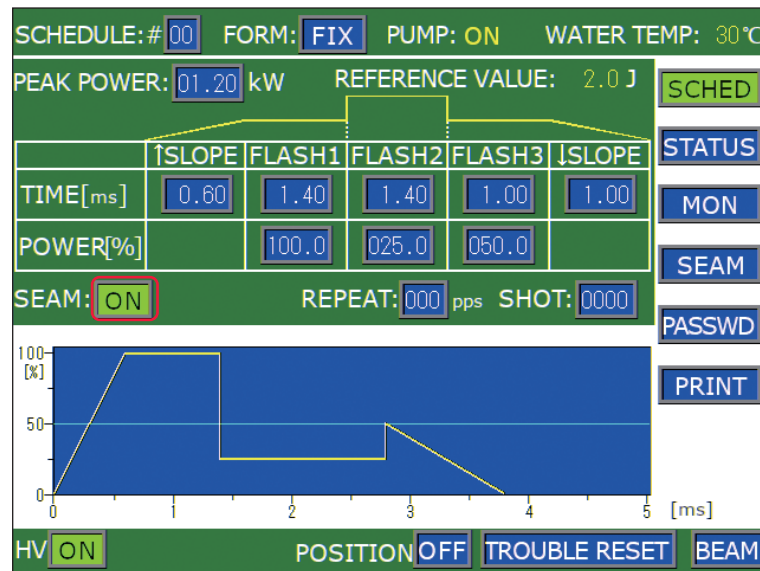 SCHEDULE:# 00 FORM: FIX PUMP: ON WATER TEMP: 30℃
PEAK POWER: 01.20 kW REFERENCE VALUE: 2.0 J
SCHED
↑SLOPE FLASH1 FLASH2 FLASH3 ↓SLOPE
STATUS
TIME[ms] 0.60 1.40 1.40 1.00 1.00
MON
POWER[%] 100.0 025.0 050.0
SEAM
SEAM: ON REPEAT: 000 pps SHOT: 0000
PASSWD
100
[%]
PRINT
50
0
0 1 2 3 4 5 [ms]
HV ON POSITION OFF TROUBLE RESET BEAM